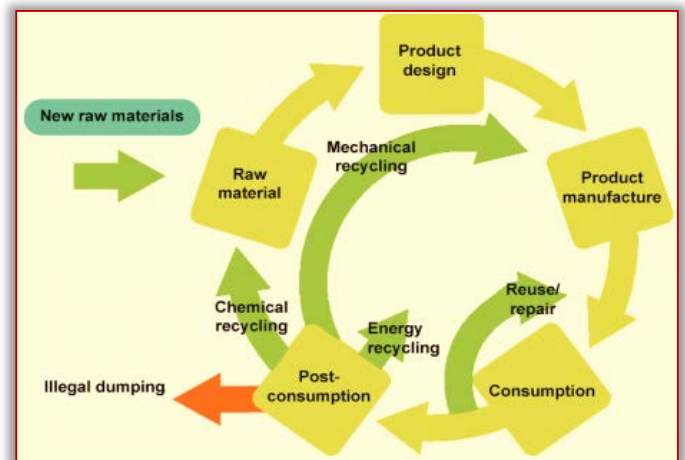 Product
design
New raw materials
Mechanical
recycling
Raw
material
Product
manufacture
Reuse/
repair
Chemical
recycling
Energy
recycling
Illegal dumping
Post-
consumption
Consumption